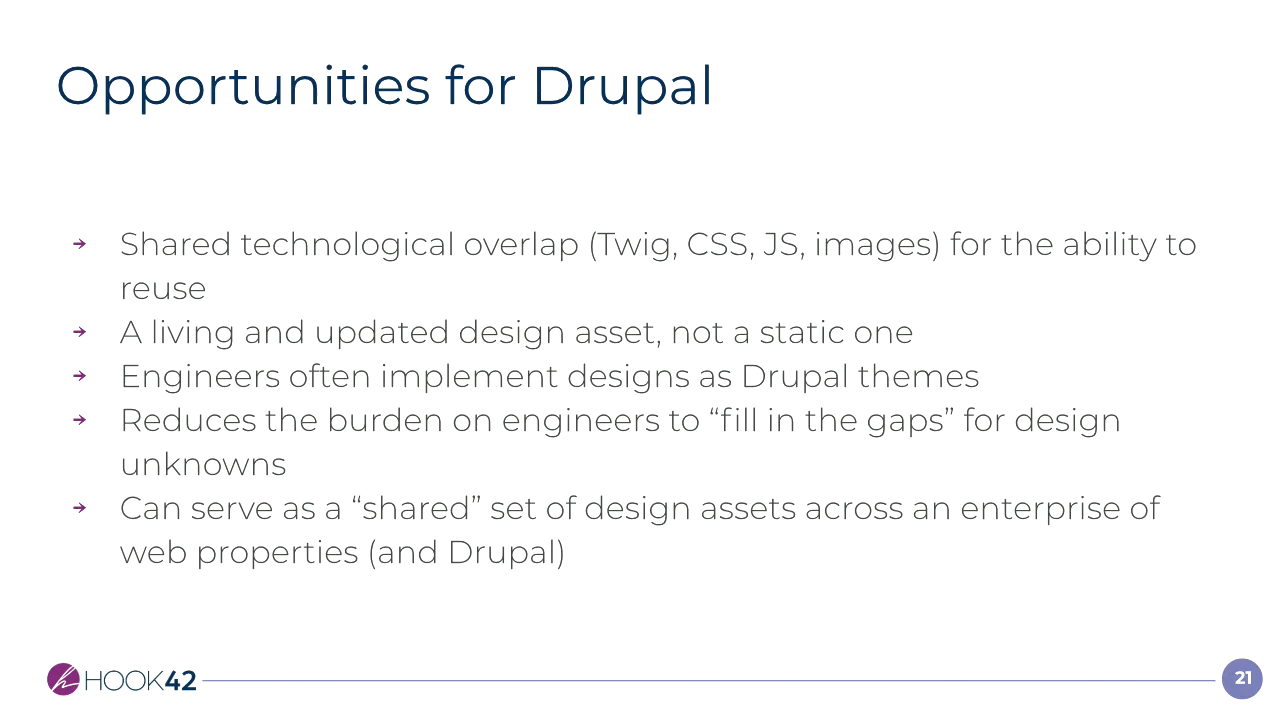 Opportunities for Drupal
➔ Shared technological overlap (Twig, CSS, JS, images) for the ability to
reuse
➔ A living and updated design asset, not a static one
➔ Engineers often implement designs as Drupal themes
➔ Reduces the burden on engineers to “fill in the gaps” for design
unknowns
➔ Can serve as a “shared” set of design assets across an enterprise of
web properties (and Drupal)
HOOK42
21